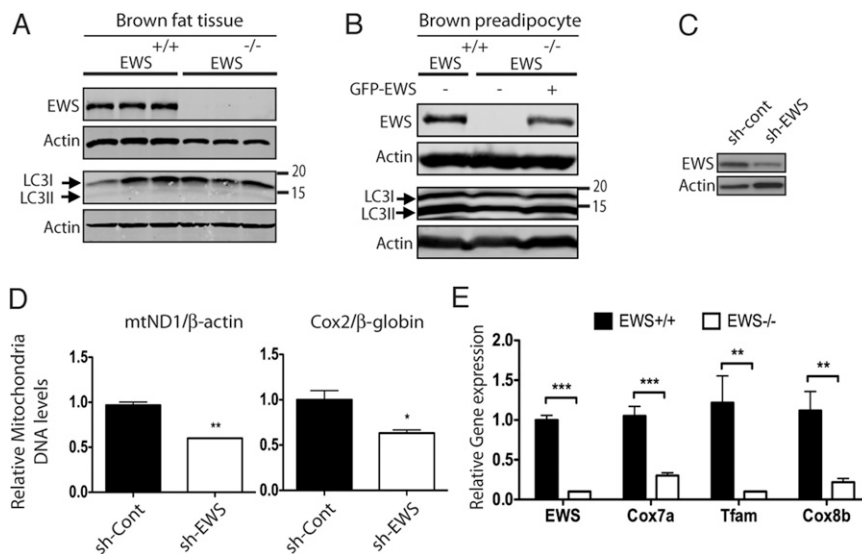 A
Brown fat tissue
+/+
-/-
EWS
EWS
EWS
Actin
LC3I
LC3II
20
15
Actin
B
Brown preadipocyte
+/+
-/-
EWS
EWS
GFP-EWS
-
-
+
EWS
Actin
LC3I
LC3II
20
15
Actin
C
sh-cont
sh-EWS
EWS
Actin
D
mtND1/β-actin
Cox2/β-globin
Relative Mitochondria
DNA levels
1.5
1.0
0.5
0.0
**
sh-Cont
sh-EWS
1.5
1.0
0.5
0.0
*
sh-Cont
sh-EWS
E
EWS+/+
EWS-/-
Relative Gene expression
2.0
1.5
1.0
0.5
0.0
***
***
**
**
EWS
Cox7a
Tfam
Cox8b